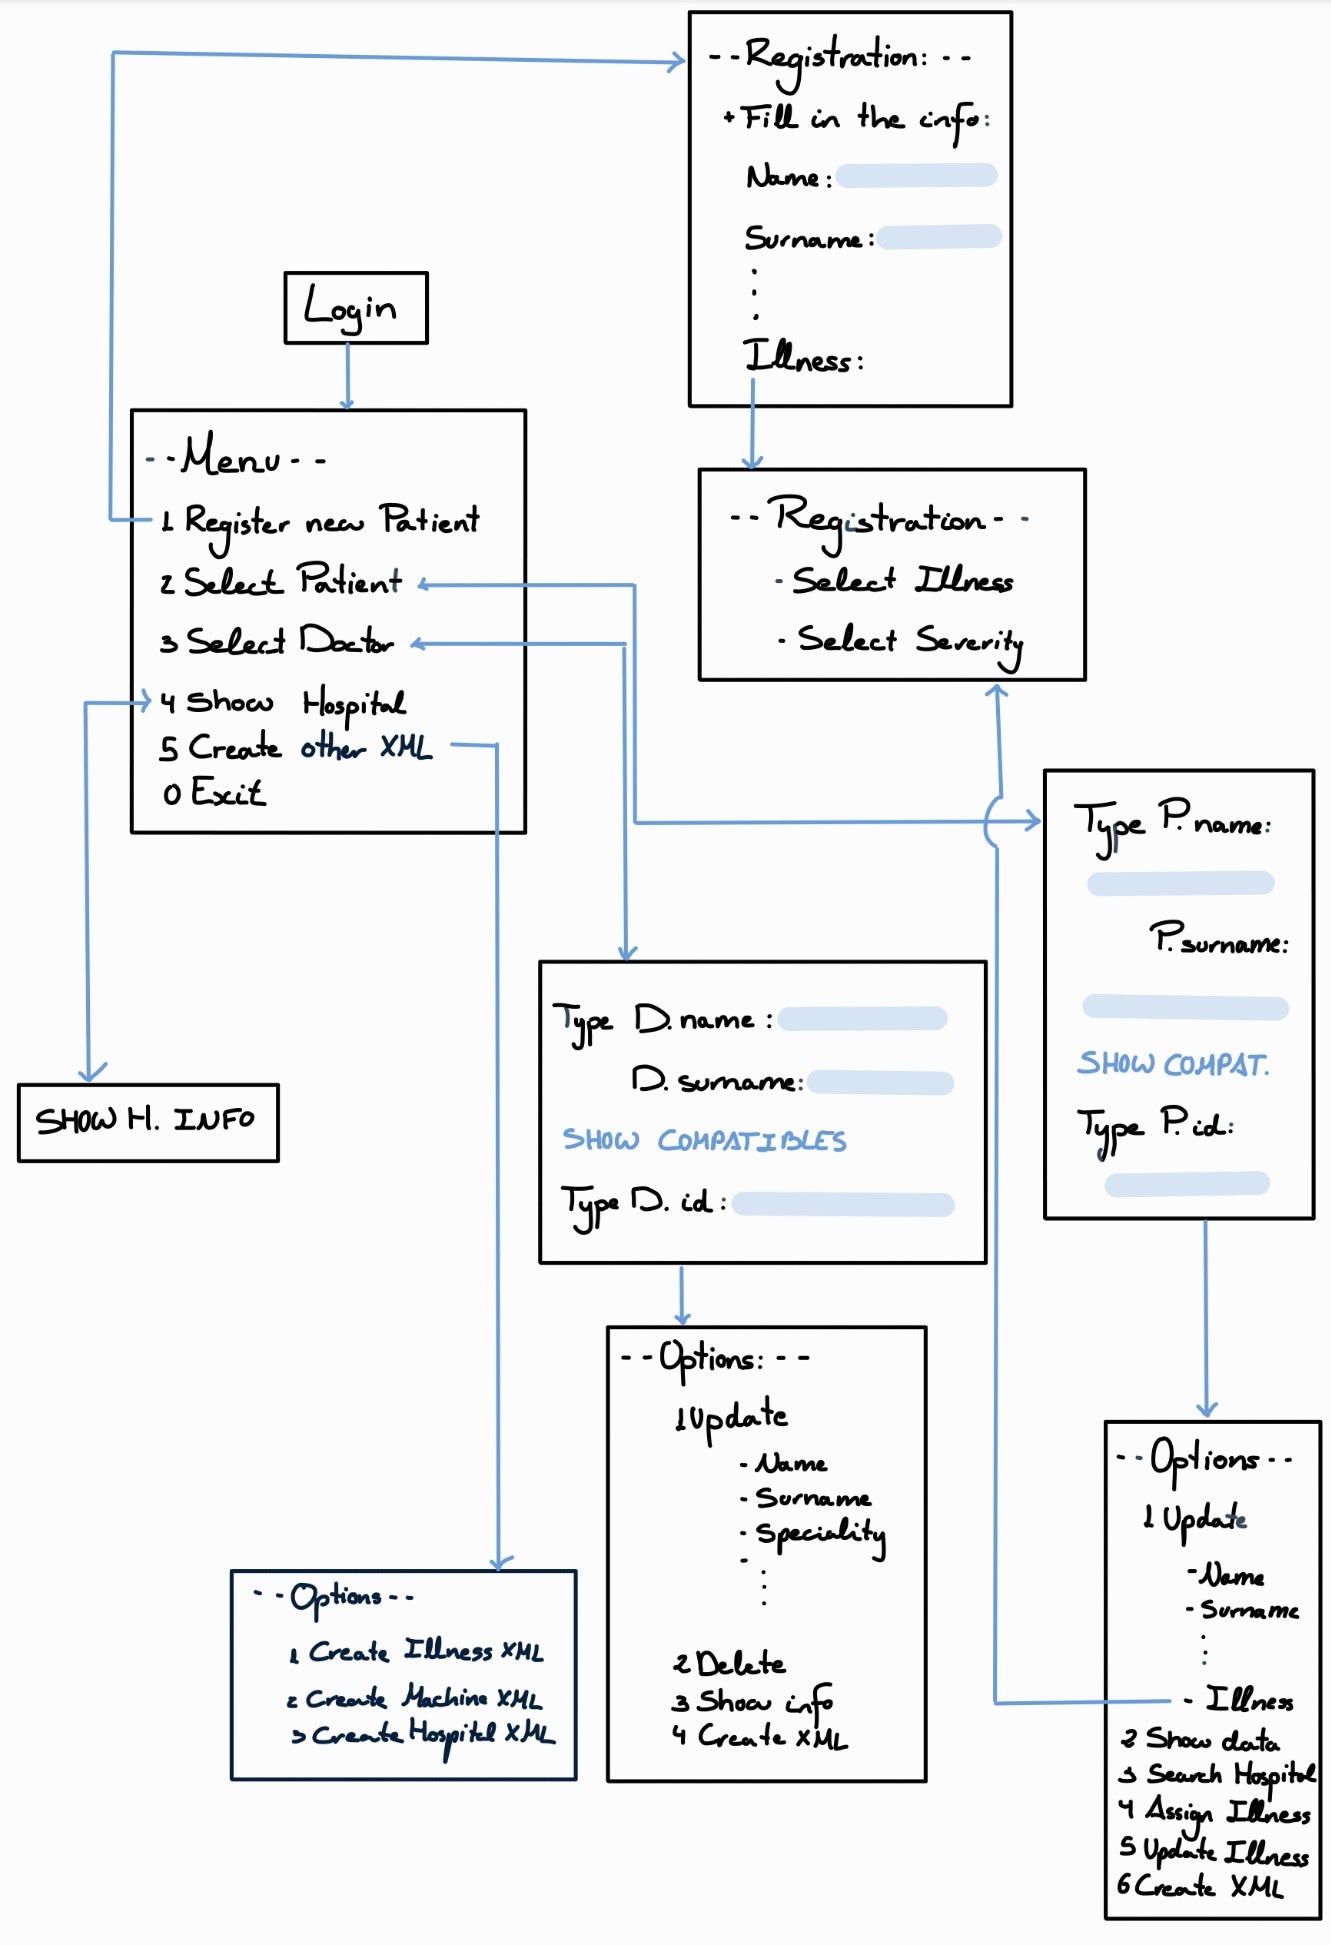 -- Registration: --
+ Fill in the info:
Name:
Surname:
Illness:
Login
-- Menu --
1 Register new Patient
2 Select Patient
3 Select Doctor
4 Show Hospital
5 Create other XML
0 Exit
-- Registration --
- Select Illness
- Select Severity
Type P. name:
P. surname:
SHOW COMPAT.
Type P. id:
Type D. name :
D. surname:
SHOW COMPATIBLES
Type D. id :
SHOW H. INFO
-- Options: --
1 Update
- Name
- Surname
- Speciality
-
2 Delete
3 Show info
4 Create XML
-- Options --
1 Create Illness XML
2 Create Machine XML
3 Create Hospital XML
-- Options --
1 Update
- Name
- Surname
- Illness
2 Show data
3 Search Hospital
4 Assign Illness
5 Update Illness
6 Create XML